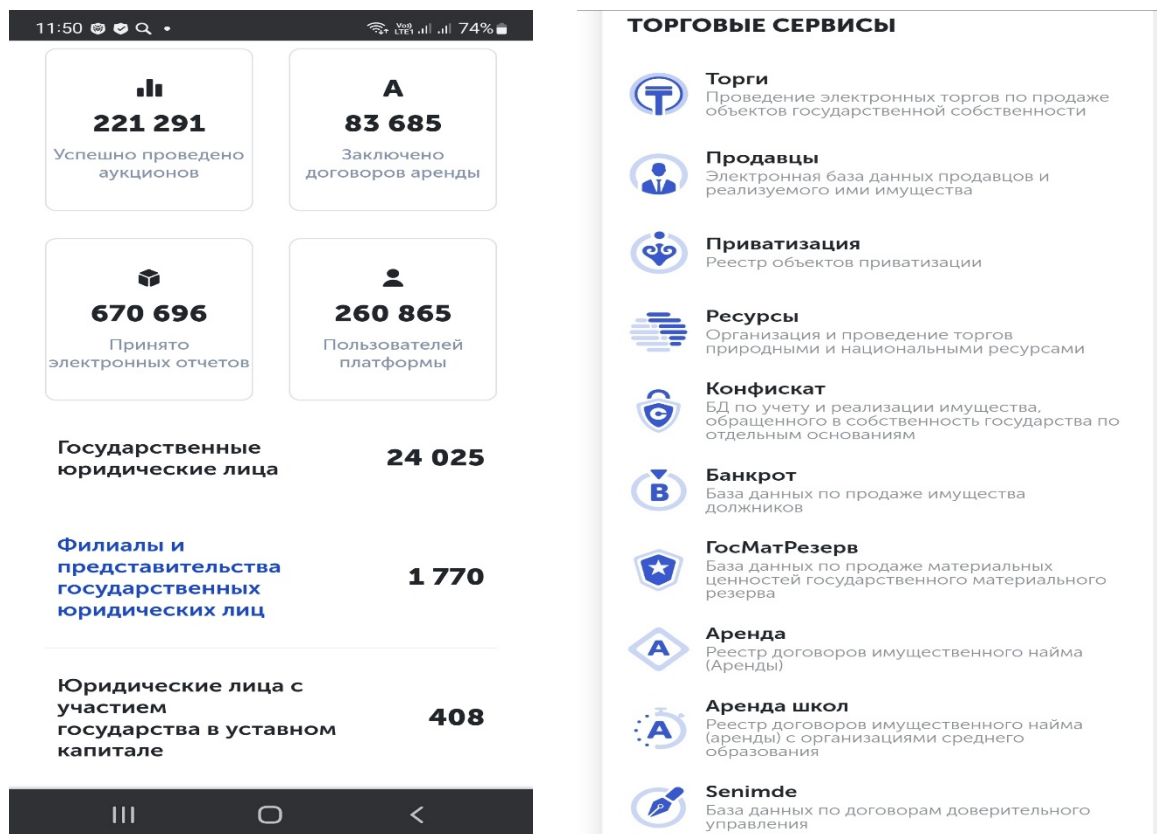 11:50
Vo)) LTE1 74%
221 291
Успешно проведено
аукционов
A
83 685
Заключено
договоров аренды
670 696
Принято
электронных отчетов
260 865
Пользователей
платформы
Государственные
юридические лица
24 025
Филиалы и
представительства
государственных
юридических лиц
1 770
Юридические лица с
участием
государства в уставном
капитале
408
ТОРГОВЫЕ СЕРВИСЫ
Торги
Проведение электронных торгов по продаже
объектов государственной собственности
Продавцы
Электронная база данных продавцов и
реализуемого ими имущества
Приватизация
Реестр объектов приватизации
Ресурсы
Организация и проведение торгов
природными и национальными ресурсами
C
Конфискат
БД по учету и реализации имущества,
обращенного в собственность государства по
отдельным основаниям
B
Банкрот
База данных по продаже имущества
должников
ГосМатРезерв
База данных по продаже материальных
ценностей государственного материального
резерва
A
Аренда
Реестр договоров имущественного найма
(Аренды)
A
Аренда школ
Реестр договоров имущественного найма
(аренды) с организациями среднего
образования
Senimde
База данных по договорам доверительного
управления